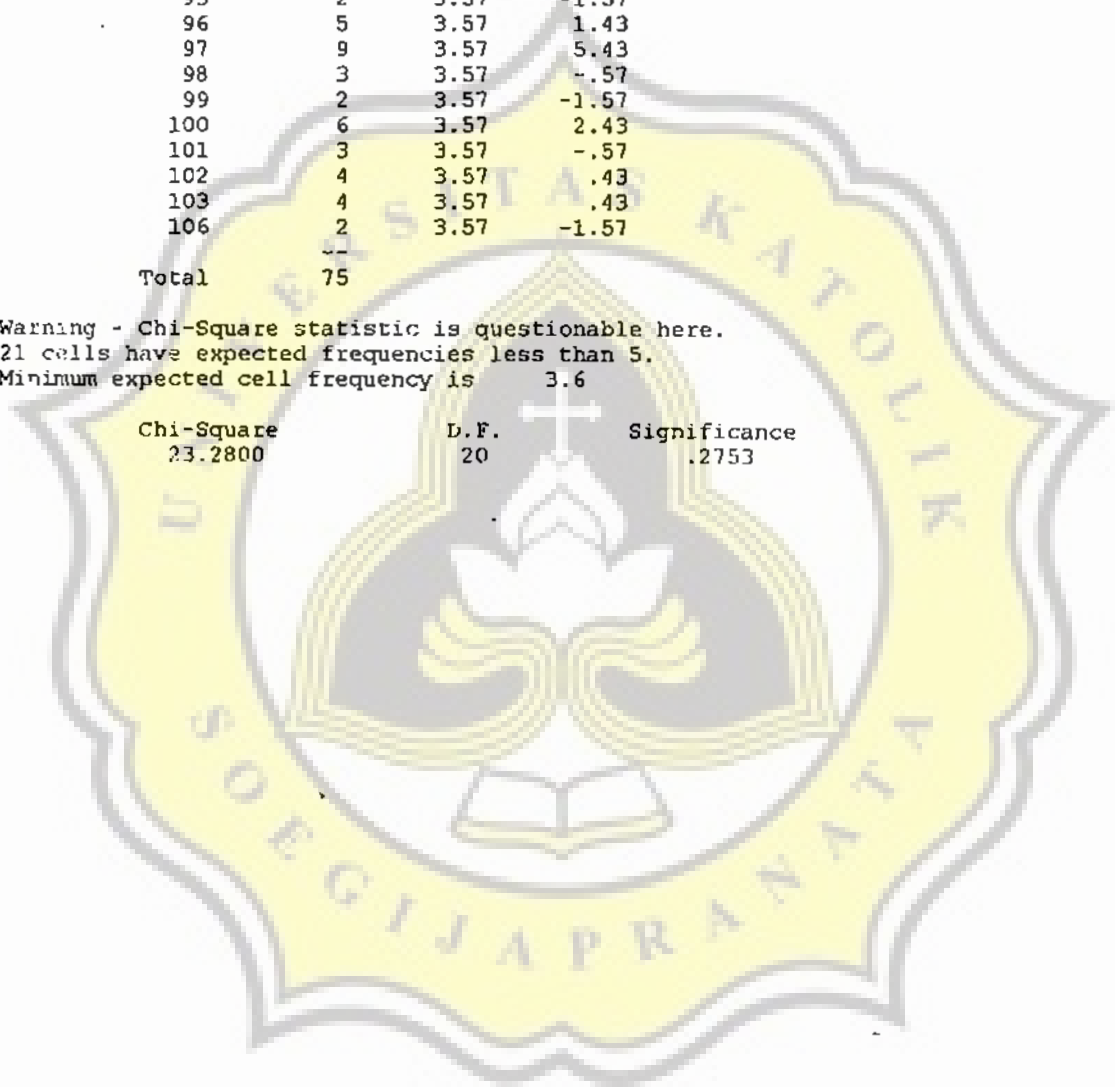 96 5 3.57 1.43
97 9 3.57 5.43
98 3 3.57 -.57
99 2 3.57 -1.57
100 6 3.57 2.43
101 3 3.57 -.57
102 4 3.57 .43
103 4 3.57 .43
106 2 3.57 -1.57
--
Total 75
Warning - Chi-Square statistic is questionable here.
21 cells have expected frequencies less than 5.
Minimum expected cell frequency is 3.6
Chi-Square D.F. Significance
23.2800 20 .2753
UNIVERSITAS KATOLIK
SOEGIJAPRANATA